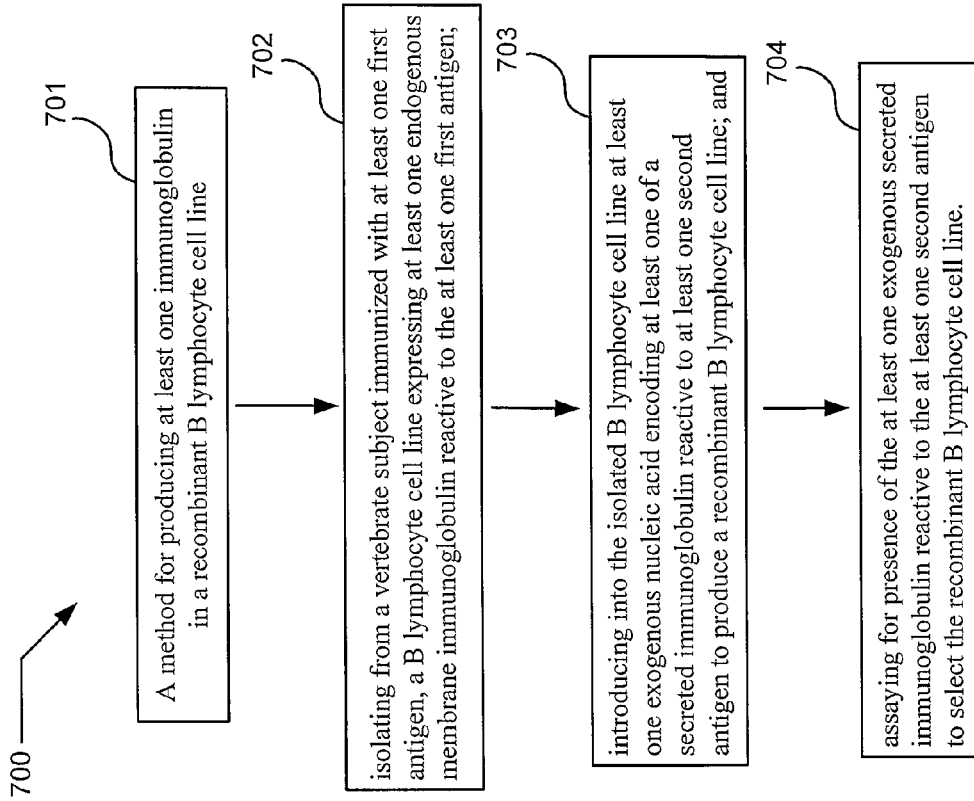 700
701
A method for producing at least one immunoglobulin
in a recombinant B lymphocyte cell line
702
isolating from a vertebrate subject immunized with at least one first
antigen, a B lymphocyte cell line expressing at least one endogenous
membrane immunoglobulin reactive to the at least one first antigen;
703
introducing into the isolated B lymphocyte cell line at least
one exogenous nucleic acid encoding at least one of a
secreted immunoglobulin reactive to at least one second
antigen to produce a recombinant B lymphocyte cell line; and
704
assaying for presence of the at least one exogenous secreted
immunoglobulin reactive to the at least one second antigen
to select the recombinant B lymphocyte cell line.